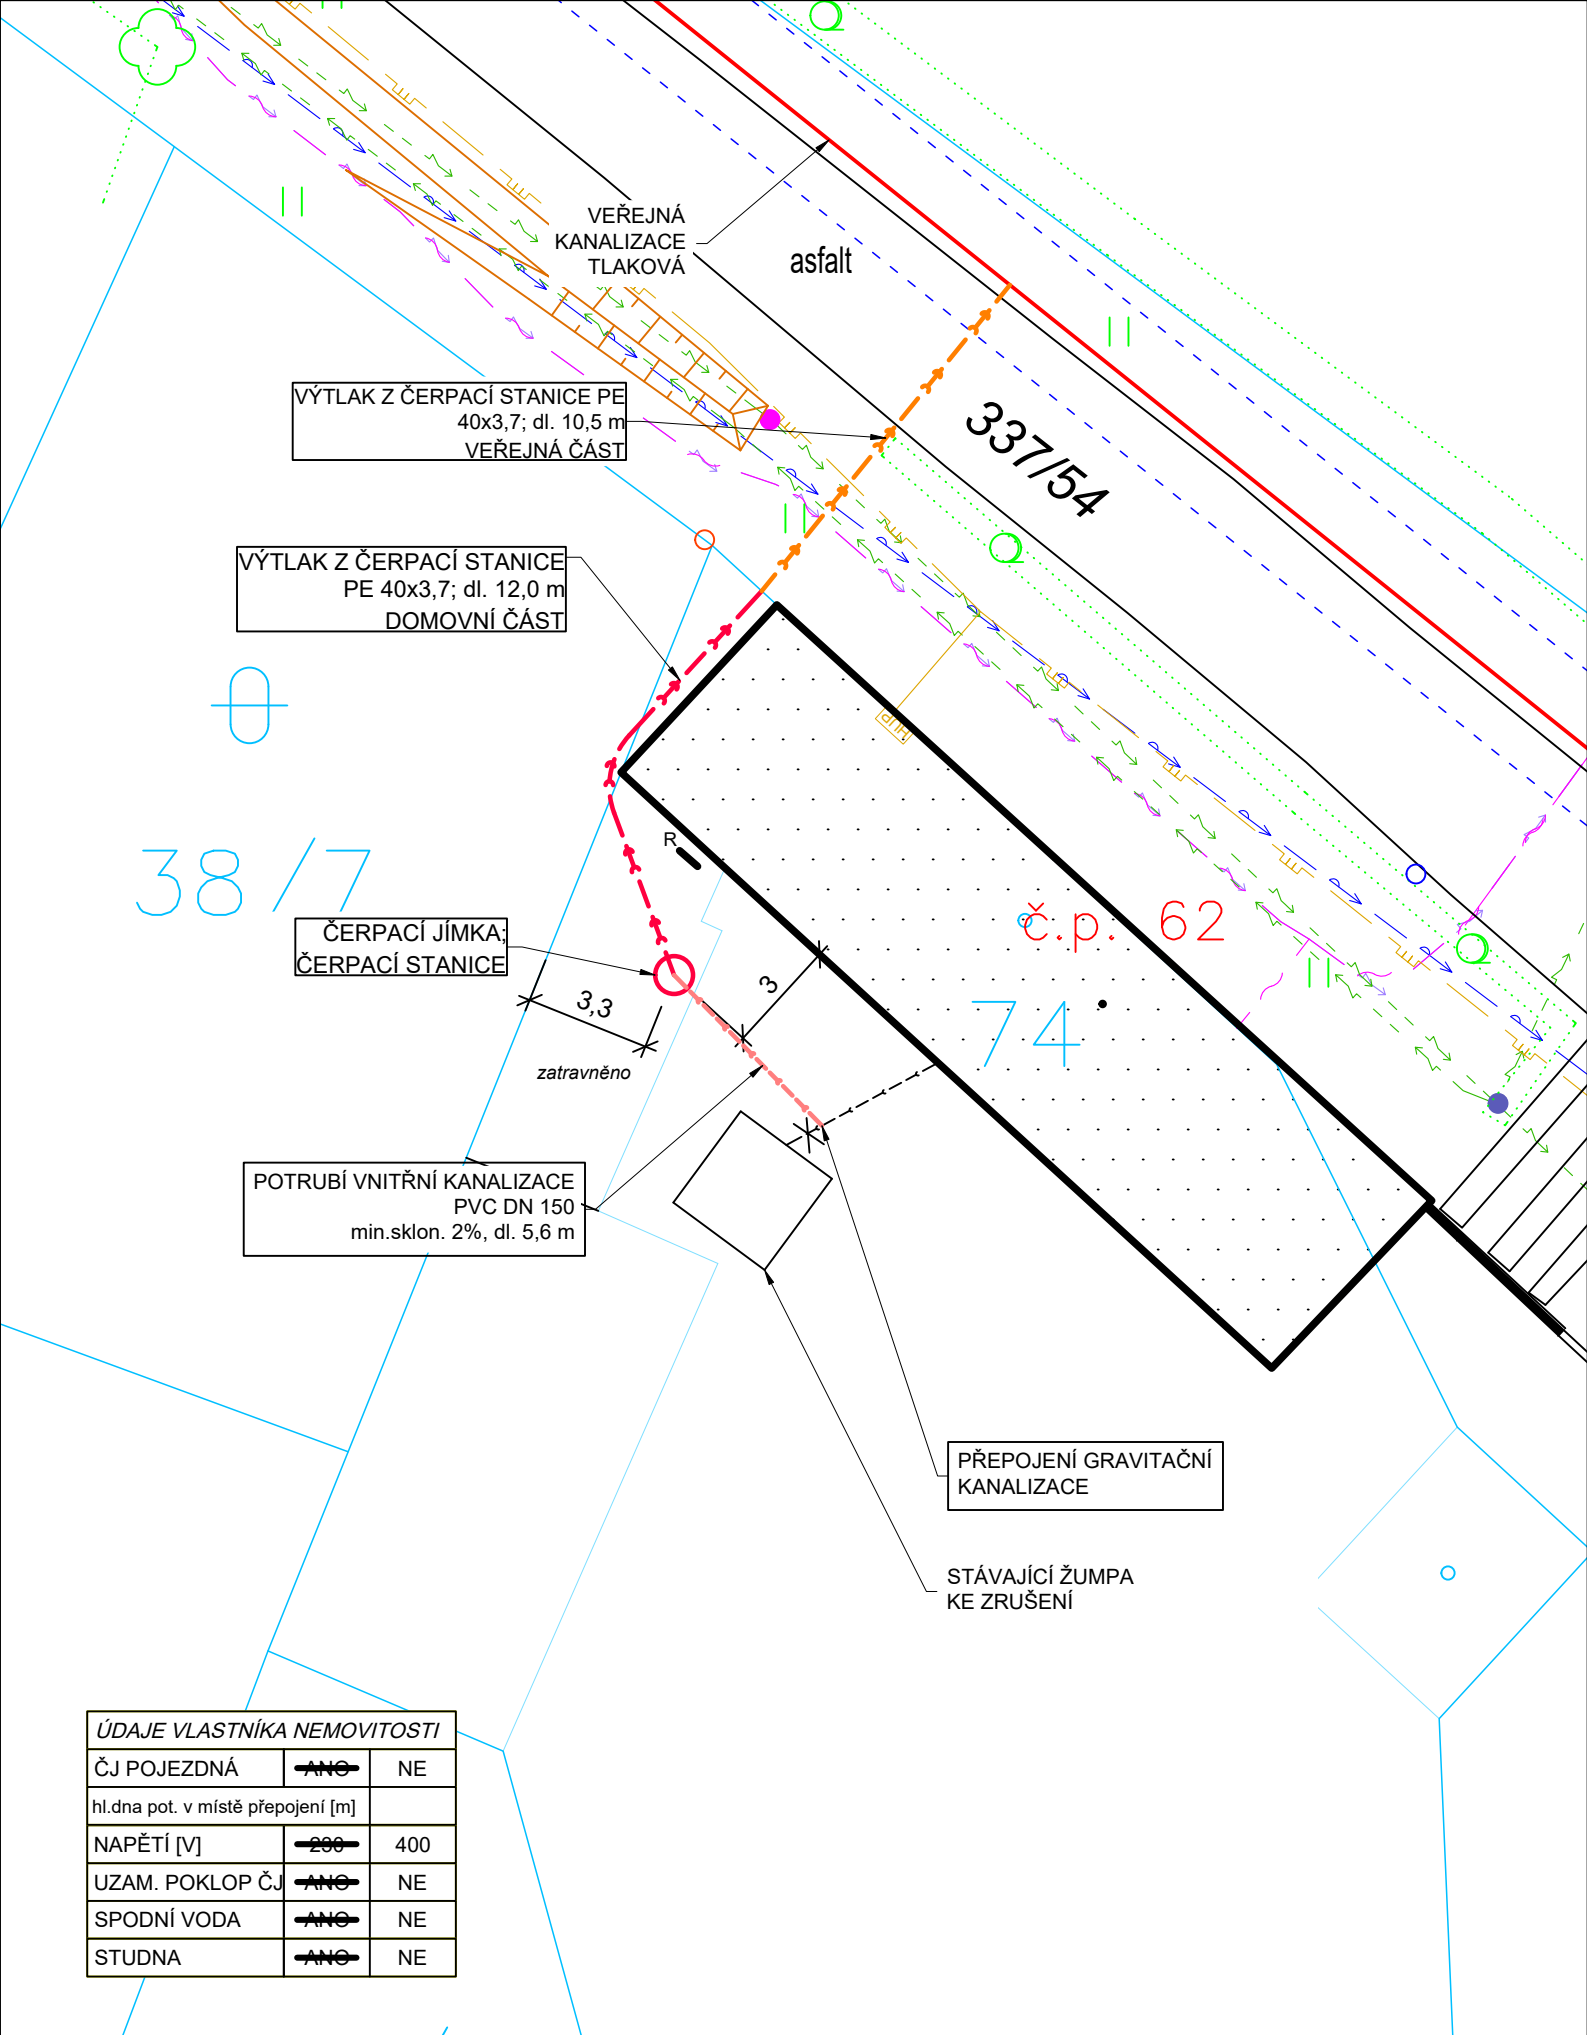 VEŘEJNÁ
KANALIZACE
TLAKOVÁ
asfalt
VÝTLAK Z ČERPACÍ STANICE PE
40x3,7; dl. 10,5 m
VEŘEJNÁ ČÁST
337/54
VÝTLAK Z ČERPACÍ STANICE
PE 40x3,7; dl. 12,0 m
DOMOVNÍ ČÁST
HUP
38/7
R
č.p. 62
ČERPACÍ JÍMKA;
ČERPACÍ STANICE
3,3
3
74
zatravněno
POTRUBÍ VNITŘNÍ KANALIZACE
PVC DN 150
min.sklon. 2%, dl. 5,6 m
PŘEPOJENÍ GRAVITAČNÍ
KANALIZACE
STÁVAJÍCÍ ŽUMPA
KE ZRUŠENÍ
ÚDAJE VLASTNÍKA NEMOVITOSTI
ČJ POJEZDNÁ ANO NE
hl.dna pot. v místě přepojení [m]
NAPĚTÍ [V] 230 400
UZAM. POKLOP ČJ ANO NE
SPODNÍ VODA ANO NE
STUDNA ANO NE